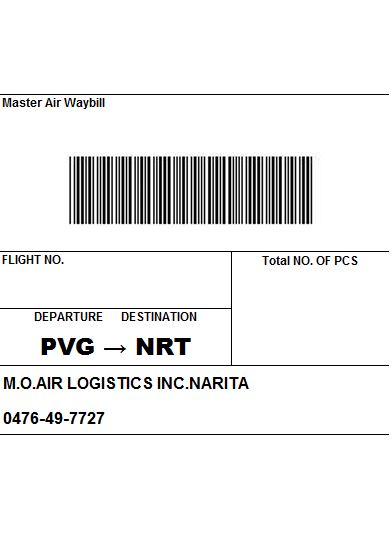 Master Air Waybill
FLIGHT NO.
Total NO. OF PCS
DEPARTURE DESTINATION
PVG → NRT
M.O.AIR LOGISTICS INC.NARITA
0476-49-7727